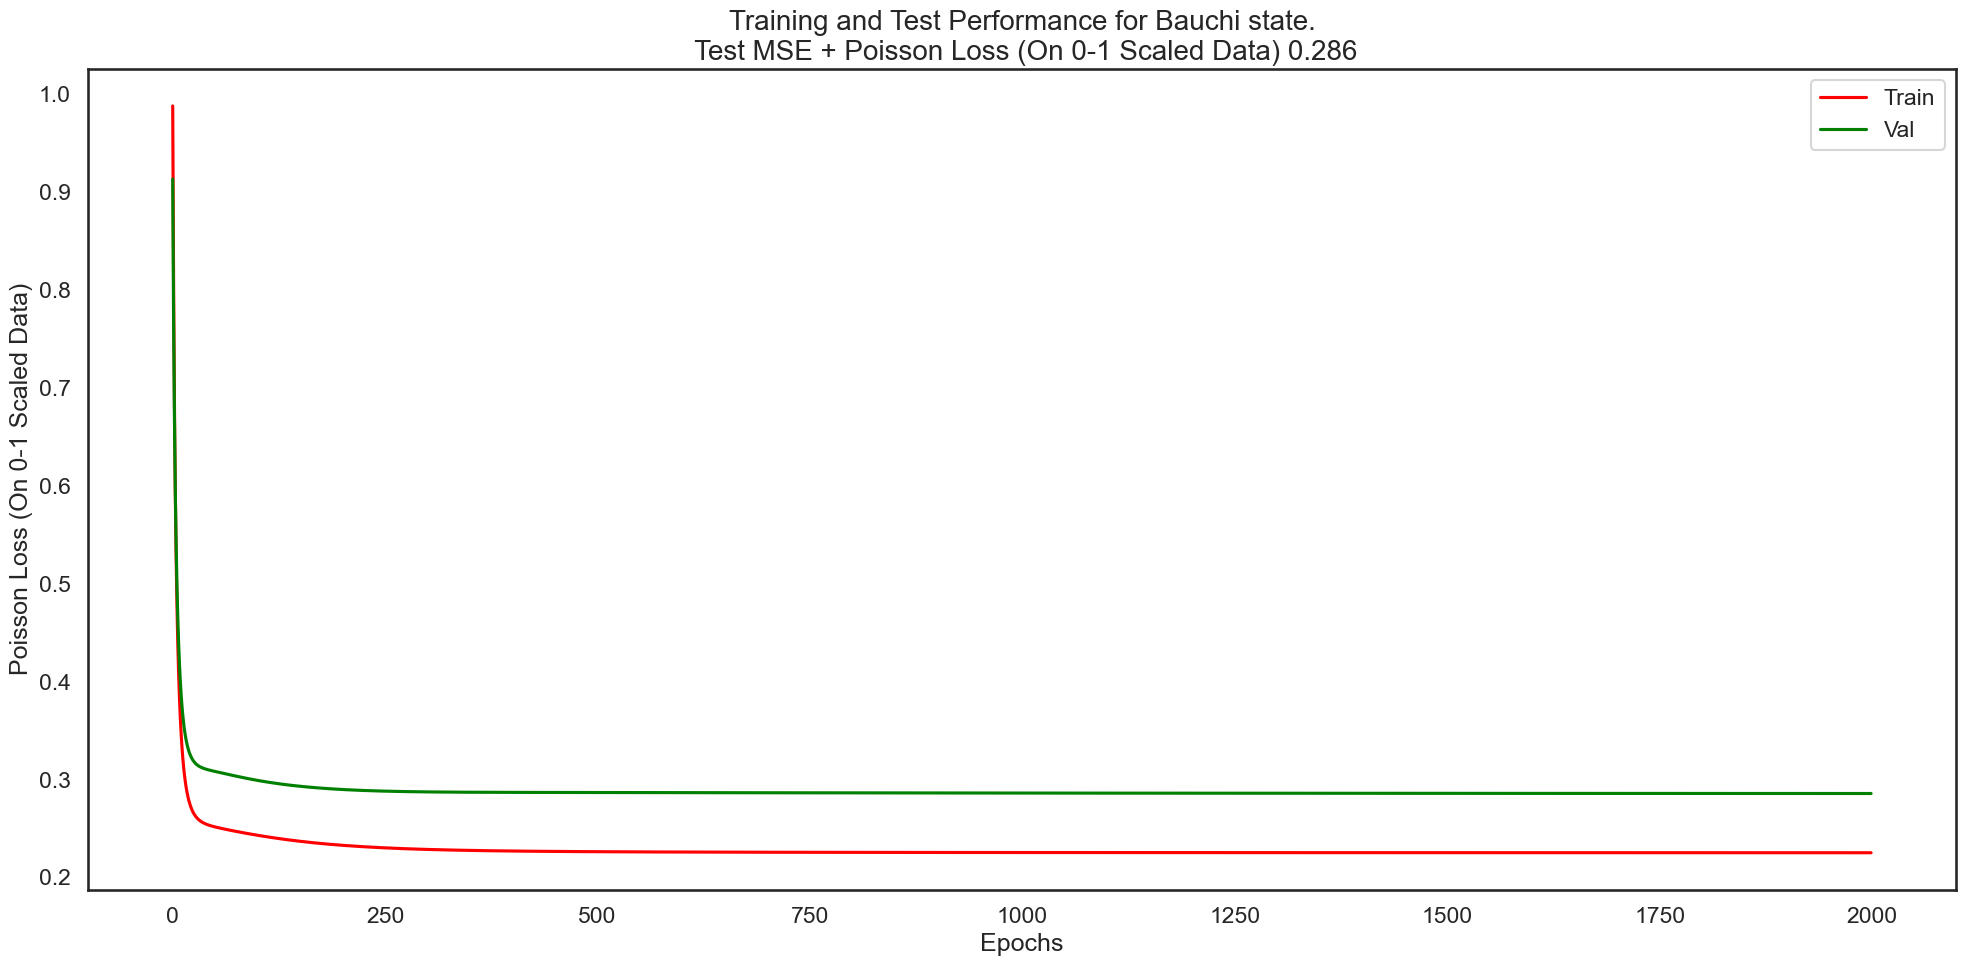 Training and Test Performance for Bauchi state.
Test MSE + Poisson Loss (On 0-1 Scaled Data) 0.286
Train
Val
1.0
0.9
0.8
0.7
0.6
0.5
0.4
0.3
0.2
Poisson Loss (On 0-1 Scaled Data)
0 250 500 750 1000 1250 1500 1750 2000
Epochs